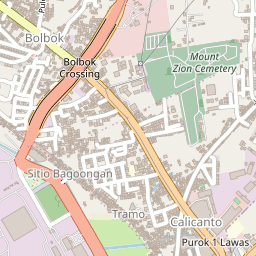 Bolbok
Bolbok
Crossing
Mount
Zion Cemetery
Sitio Bagoongan
Tramo
Calicanto
Purok 1 Lawas